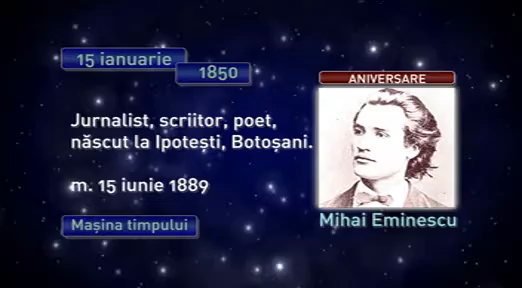 15 ianuarie
1850
ANIVERSARE
Jurnalist, scriitor, poet,
născut la Ipotești, Botoșani.
m. 15 iunie 1889
Mihai Eminescu
Mașina timpului